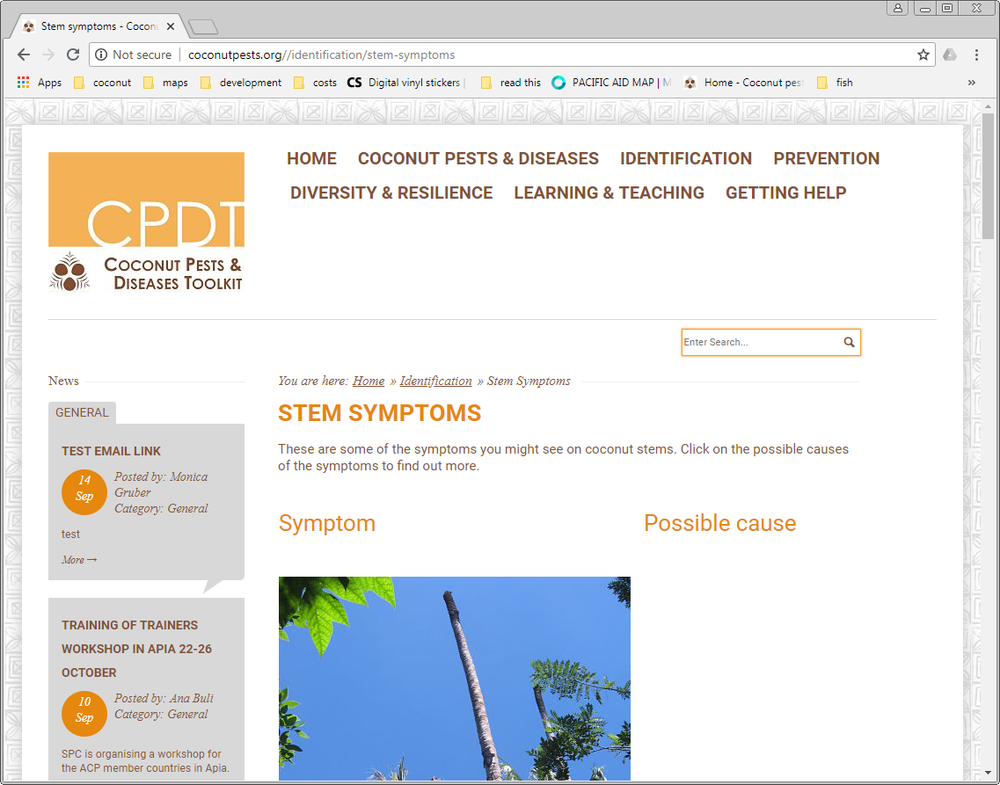 Stem symptoms - Cocon
Not secure
coconutpests.org//identification/stem-symptoms
Apps
coconut
maps
development
costs
CS Digital vinyl stickers |
read this
PACIFIC AID MAP | M
Home - Coconut pest
fish
»
HOME
COCONUT PESTS & DISEASES
IDENTIFICATION
PREVENTION
DIVERSITY & RESILIENCE
LEARNING & TEACHING
GETTING HELP
CPDT
COCONUT PESTS &
DISEASES TOOLKIT
Enter Search...
News
GENERAL
TEST EMAIL LINK
14
Sep
Posted by: Monica
Gruber
Category: General
test
More →
TRAINING OF TRAINERS
WORKSHOP IN APIA 22-26
OCTOBER
10
Sep
Posted by: Ana Buli
Category: General
SPC is organising a workshop for
the ACP member countries in Apia.
You are here: Home » Identification » Stem Symptoms
STEM SYMPTOMS
These are some of the symptoms you might see on coconut stems. Click on the possible causes
of the symptoms to find out more.
Symptom
Possible cause